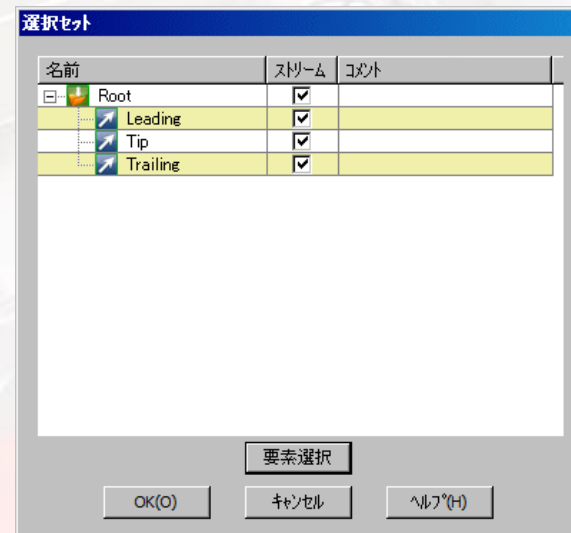 選択セット
名前 ストリーム コメント
Root
Leading
Tip
Trailing
要素選択
OK(O) キャンセル ヘルプ(H)